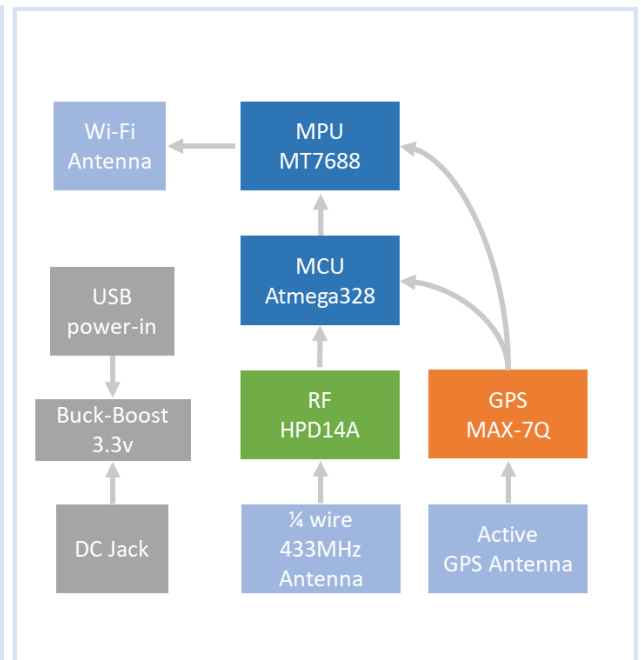 Wi-Fi
Antenna
MPU
MT7688
MCU
Atmega328
USB
power-in
Buck-Boost
3.3v
RF
HPD14A
GPS
MAX-7Q
DC Jack
¼ wire
433MHz
Antenna
Active
GPS Antenna